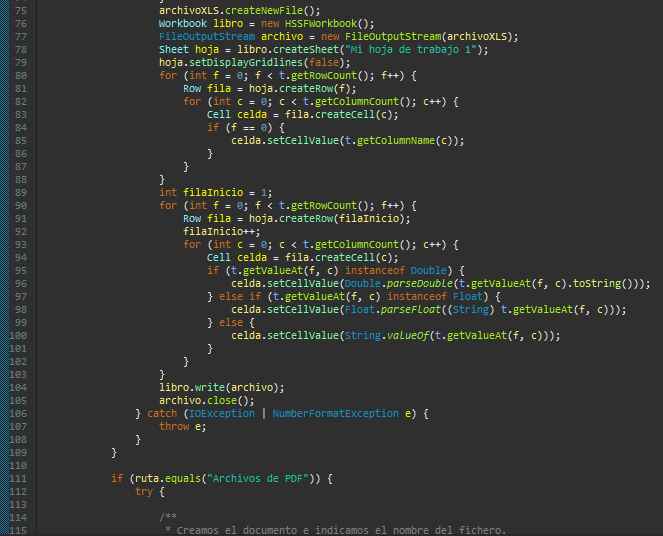 75 archivoXLS.createNewFile();
76 Workbook libro = new HSSFWorkbook();
77 FileOutputStream archivo = new FileOutputStream(archivoXLS);
78 Sheet hoja = libro.createSheet("Mi hoja de trabajo 1");
79 hoja.setDisplayGridlines(false);
80 for (int f = 0; f < t.getRowCount(); f++) {
81 Row fila = hoja.createRow(f);
82 for (int c = 0; c < t.getColumnCount(); c++) {
83 Cell celda = fila.createCell(c);
84 if (f == 0) {
85 celda.setCellValue(t.getColumnName(c));
86 }
87 }
88 }
89 int filaInicio = 1;
90 for (int f = 0; f < t.getRowCount(); f++) {
91 Row fila = hoja.createRow(filaInicio);
92 filaInicio++;
93 for (int c = 0; c < t.getColumnCount(); c++) {
94 Cell celda = fila.createCell(c);
95 if (t.getValueAt(f, c) instanceof Double) {
96 celda.setCellValue(Double.parseDouble(t.getValueAt(f, c).toString()));
97 } else if (t.getValueAt(f, c) instanceof Float) {
98 celda.setCellValue(Float.parseFloat((String) t.getValueAt(f, c)));
99 } else {
100 celda.setCellValue(String.valueOf(t.getValueAt(f, c)));
101 }
102 }
103 }
104 libro.write(archivo);
105 archivo.close();
106 } catch (IOException | NumberFormatException e) {
107 throw e;
108 }
109 }
110
111 if (ruta.equals("Archivos de PDF")) {
112 try {
113
114 /**
115 * Creamos el documento e indicamos el nombre del fichero.